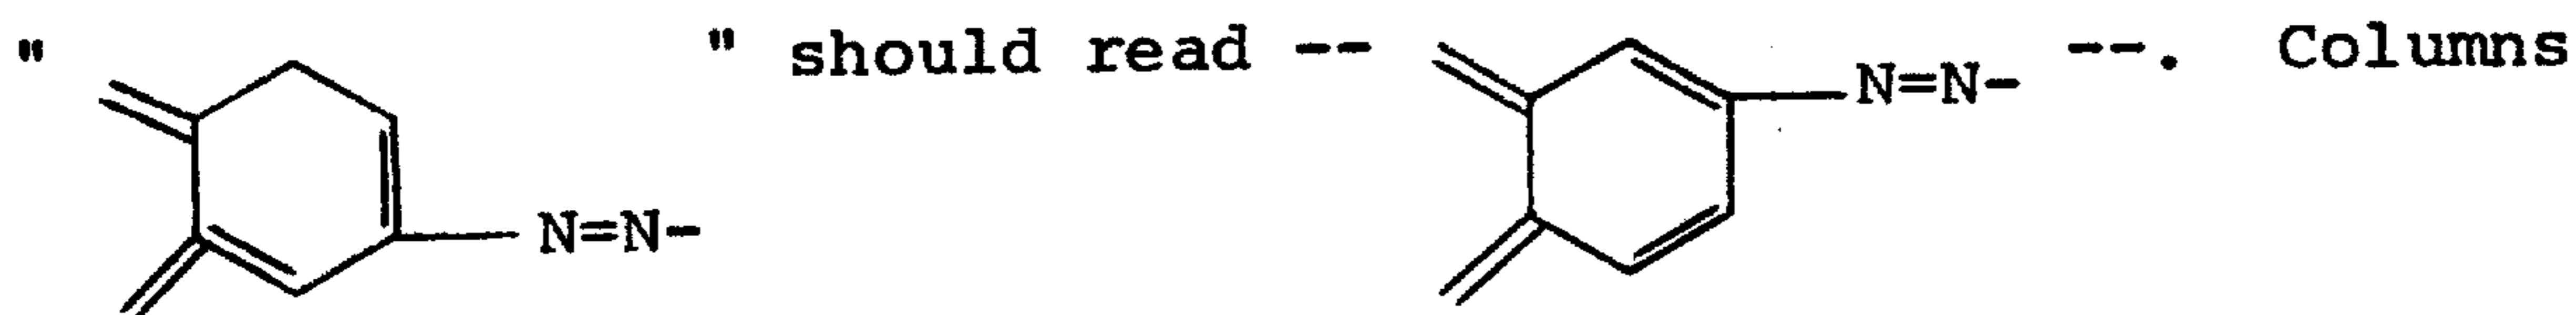 " " should read -- N=N- --. Columns
N=N-